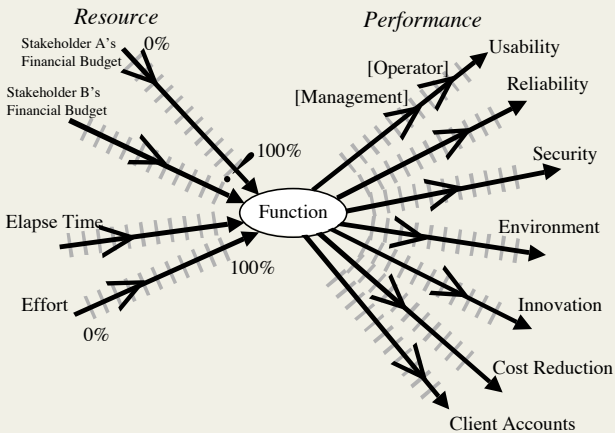 Resource
Performance
Stakeholder A's
Financial Budget
0%
Stakeholder B's
Financial Budget
100%
Elapse Time
Effort
0%
100%
Function
[Operator]
[Management]
Usability
Reliability
Security
Environment
Innovation
Cost Reduction
Client Accounts